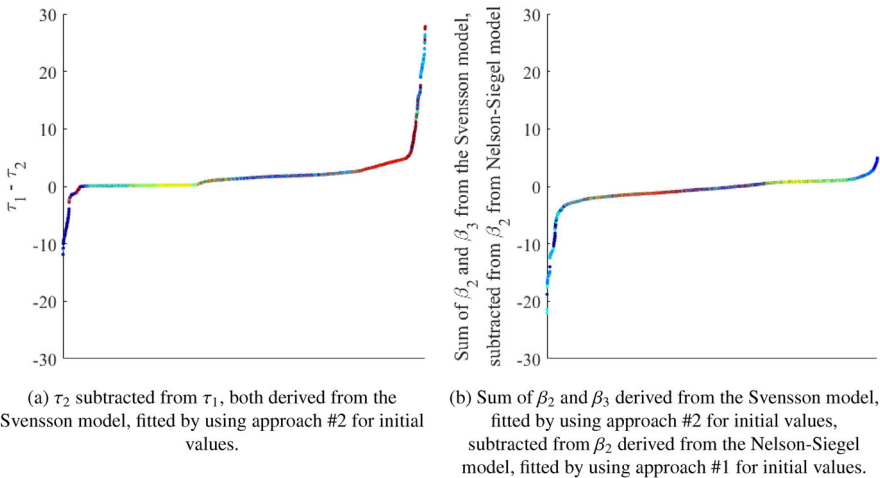 30
20
10
0
-10
-20
-30
τ1 - τ2
(a) τ2 subtracted from τ1, both derived from the
Svensson model, fitted by using approach #2 for initial
values.
Sum of β2 and β3 from the Svensson model,
subtracted from β2 from Nelson-Siegel model
30
20
10
0
-10
-20
-30
(b) Sum of β2 and β3 derived from the Svensson model,
fitted by using approach #2 for initial values,
subtracted from β2 derived from the Nelson-Siegel
model, fitted by using approach #1 for initial values.